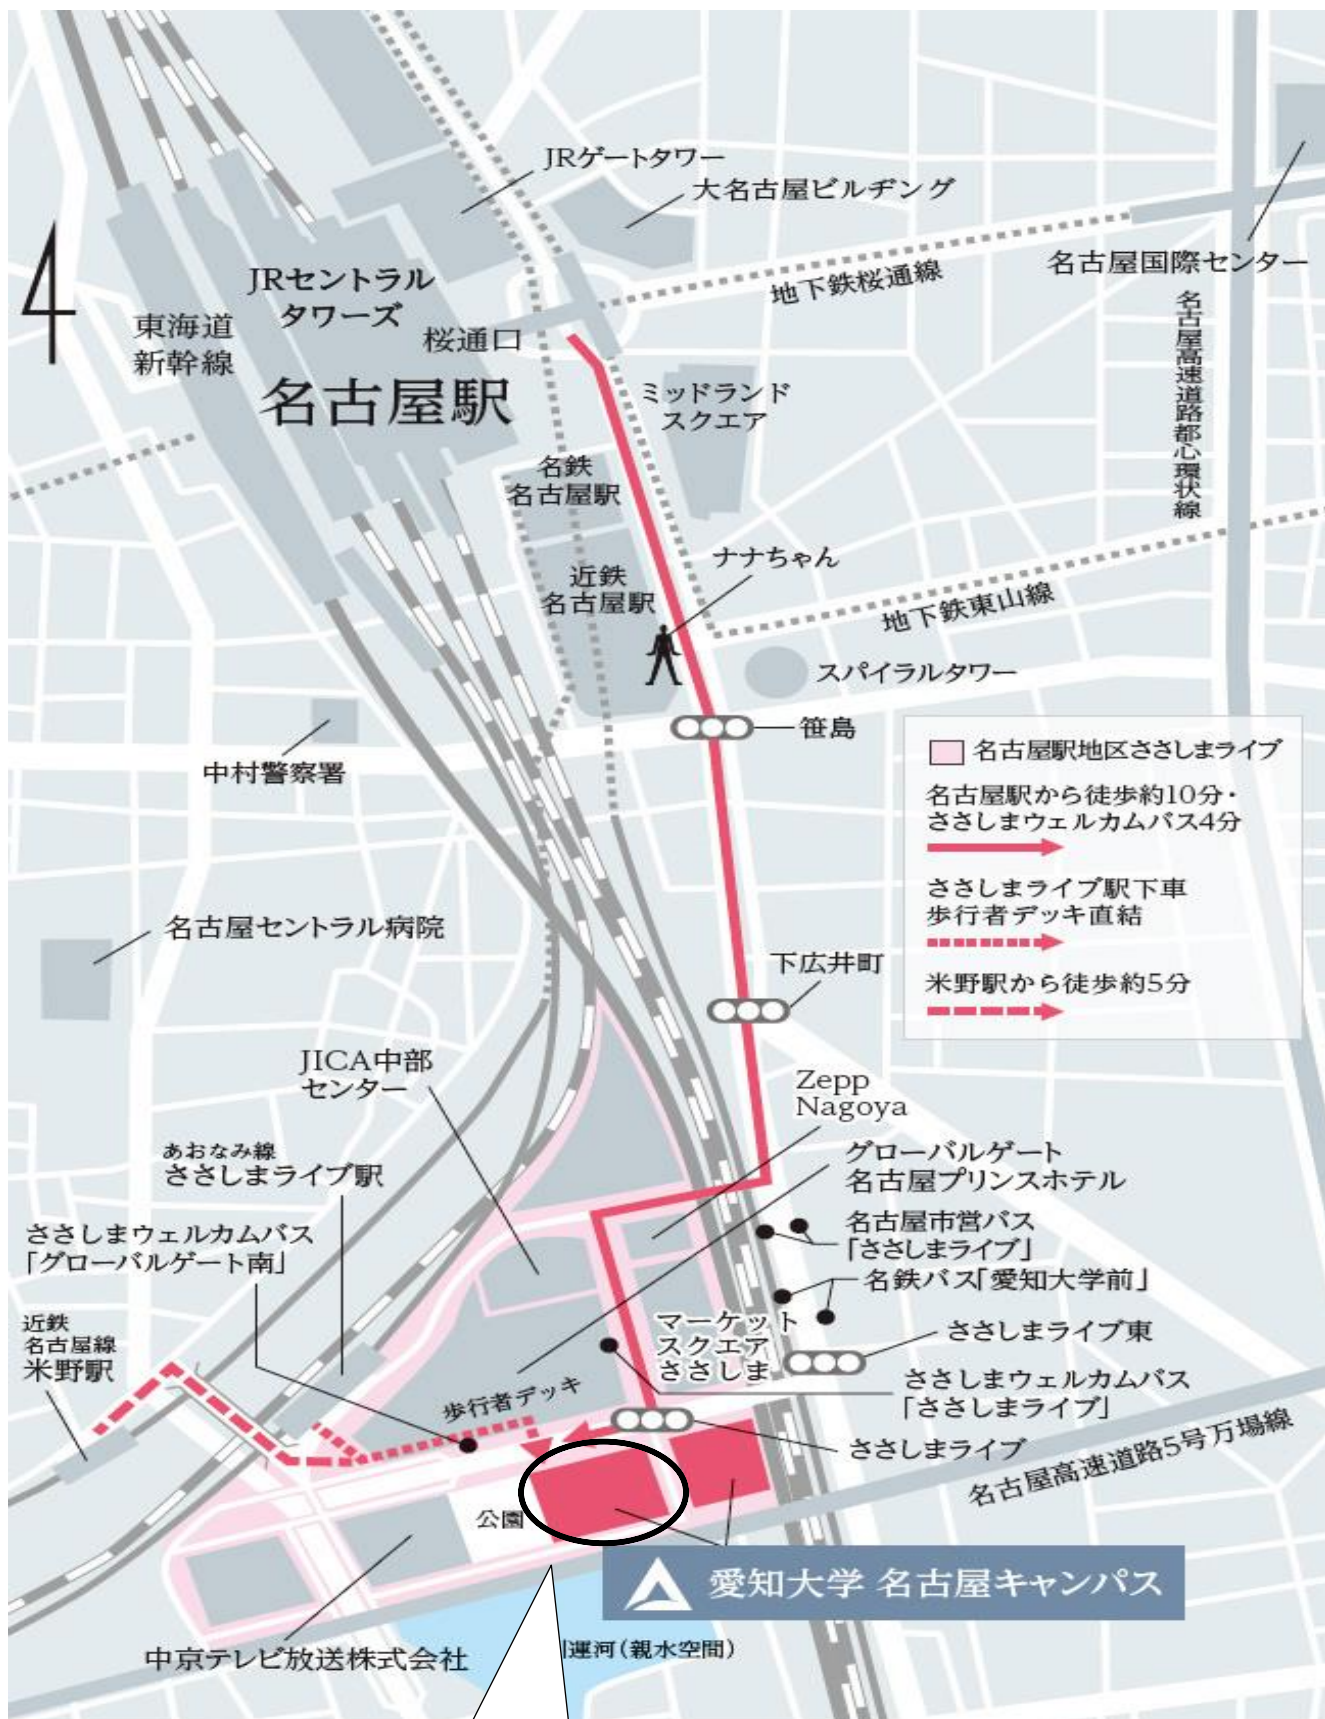 JRゲートタワー
大名古屋ビルヂング
名古屋国際センター
地下鉄桜通線
JRセントラル
タワーズ
東海道
新幹線
桜通口
名古屋駅
名古屋高速道路都心環状線
ミッドランド
スクエア
名鉄
名古屋駅
ナナちゃん
近鉄
名古屋駅
地下鉄東山線
スパイラルタワー
笹島
中村警察署
名古屋駅地区ささしまライブ
名古屋駅から徒歩約10分・
ささしまウェルカムバス4分
ささしまライブ駅下車
歩行者デッキ直結
米野駅から徒歩約5分
名古屋セントラル病院
下広井町
JICA中部
センター
Zepp
Nagoya
あおなみ線
ささしまライブ駅
グローバルゲート
名古屋プリンスホテル
ささしまウェルカムバス
「グローバルゲート南」
名古屋市営バス
「ささしまライブ」
名鉄バス「愛知大学前」
近鉄
名古屋線
米野駅
マーケット
スクエア
ささしま
ささしまライブ東
ささしまウェルカムバス
「ささしまライブ」
歩行者デッキ
ささしまライブ
名古屋高速道路5号万場線
公園
愛知大学 名古屋キャンパス
中京テレビ放送株式会社
運河(親水空間)